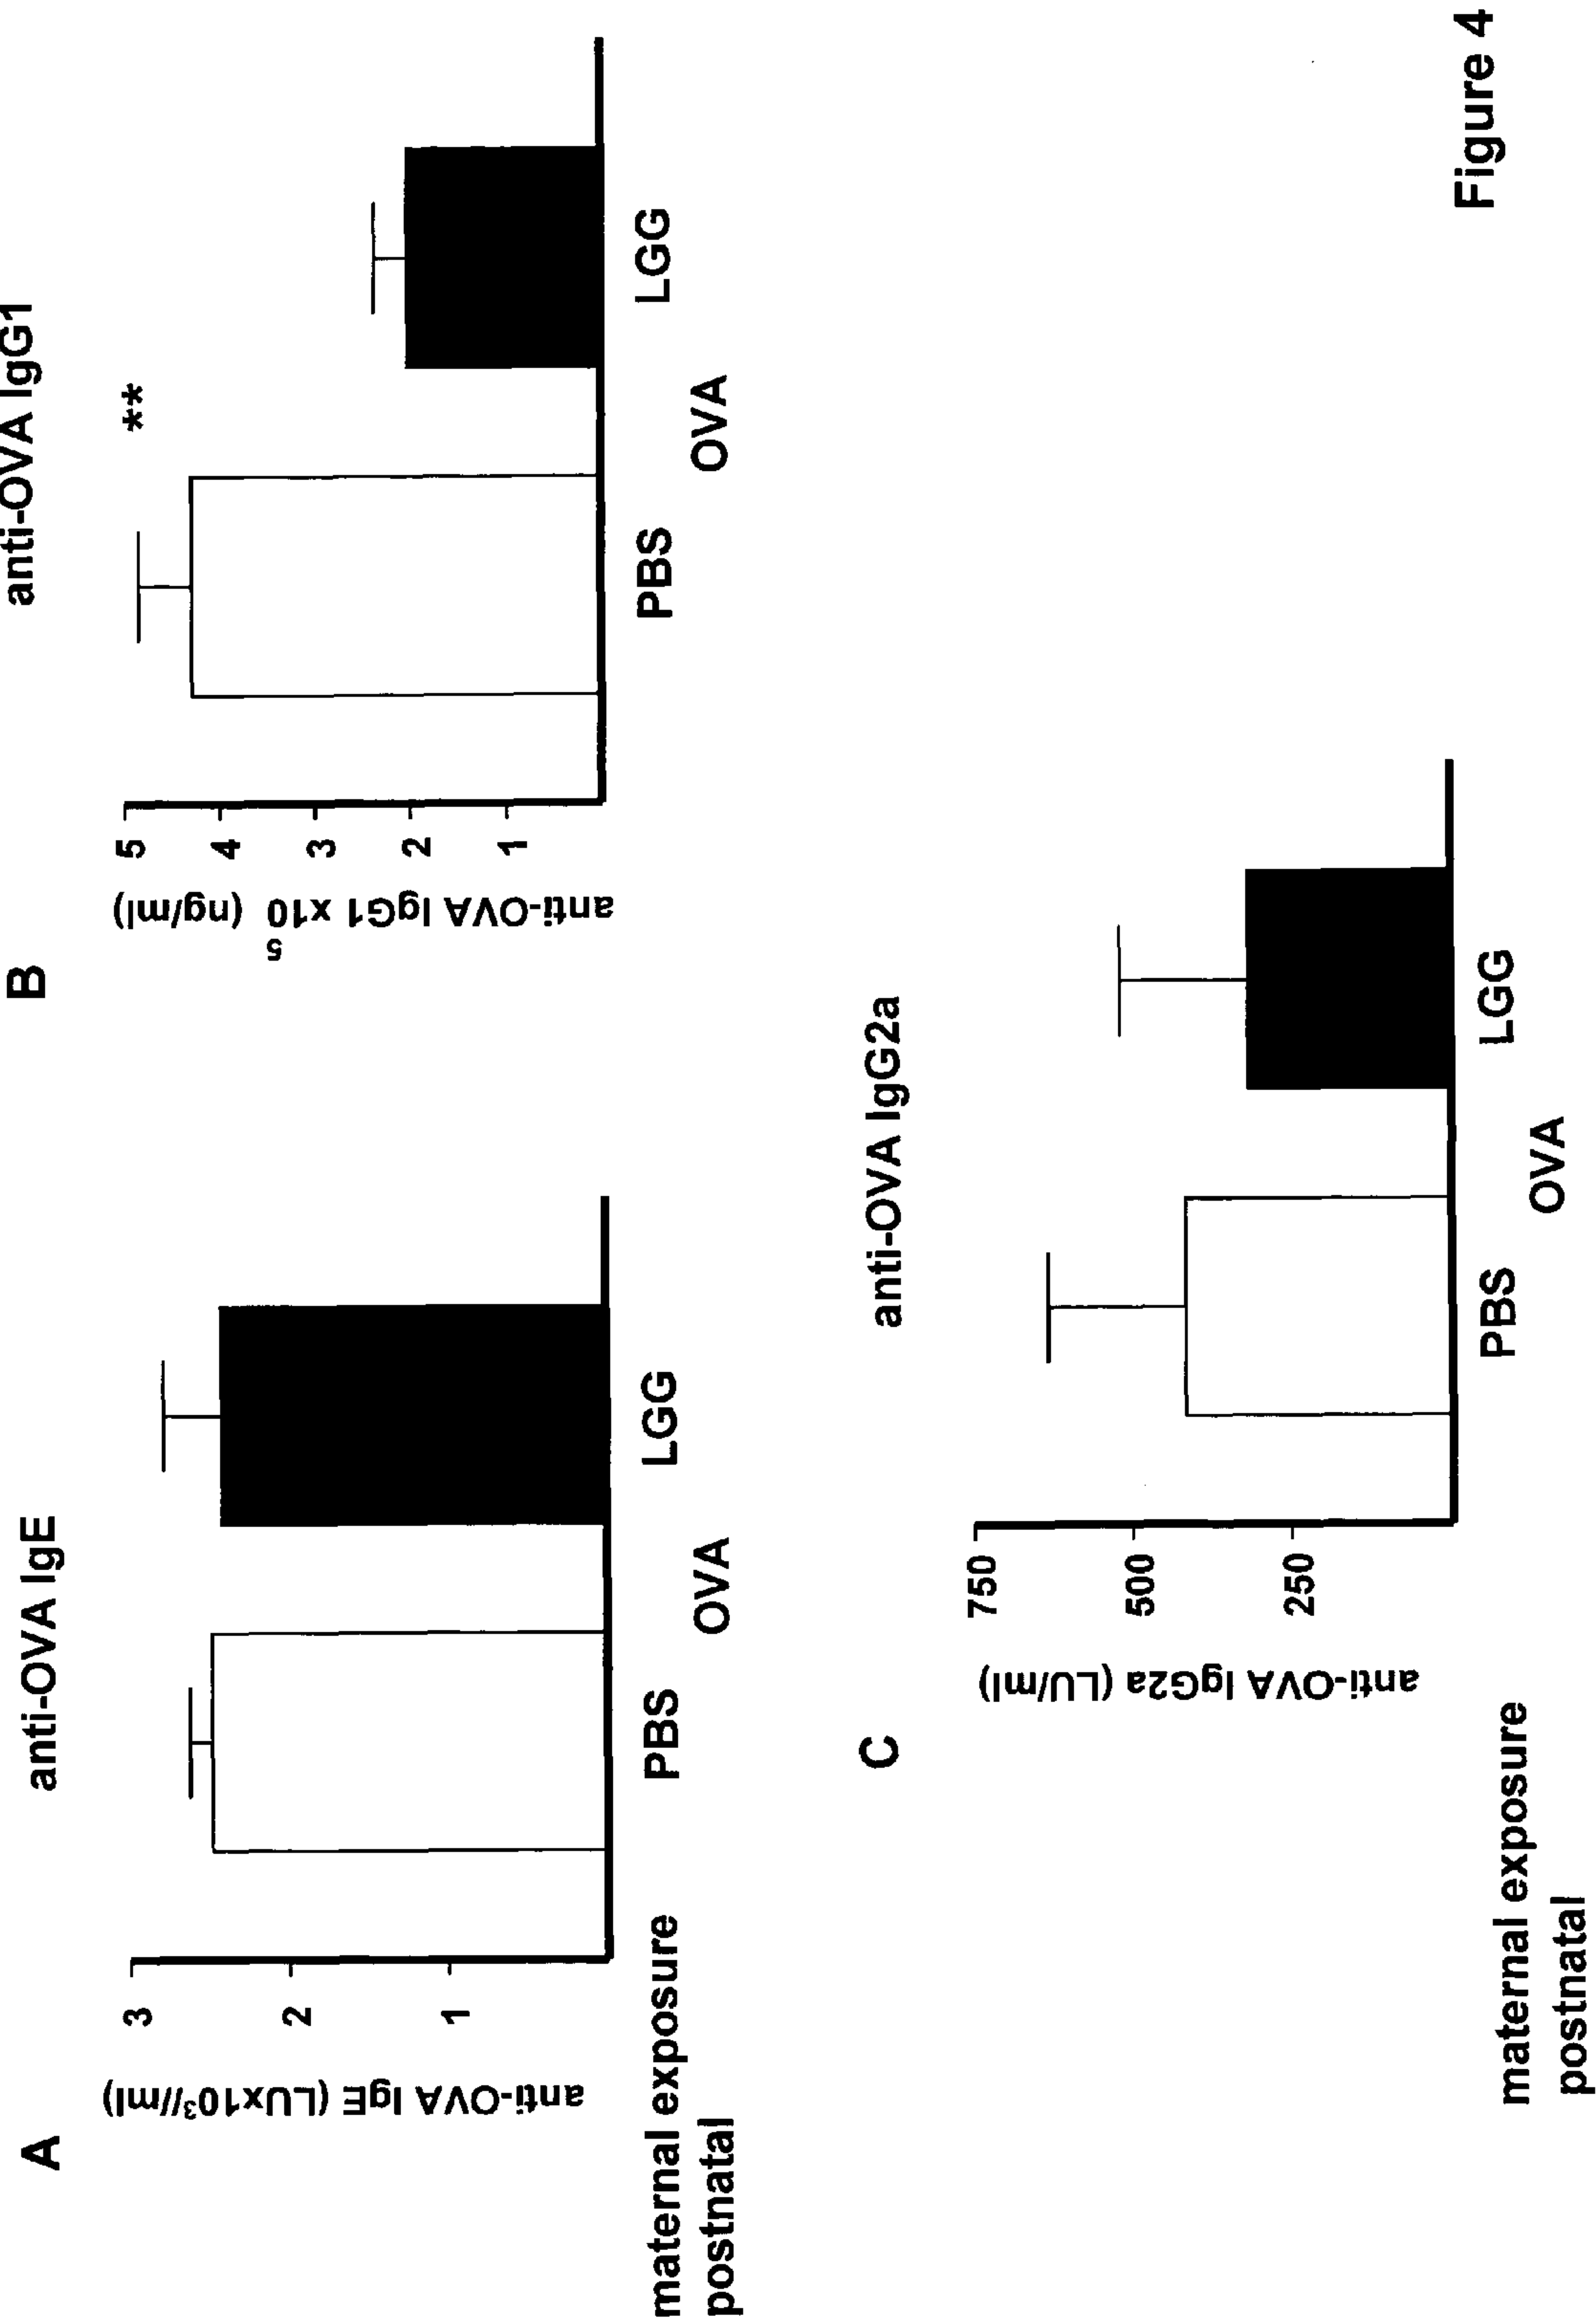 A
anti-OVA IgE
anti-OVA IgE (LUx10³//ml)
3
2
1
PBS
LGG
maternal exposure
postnatal
OVA
B
anti-OVA IgG1
anti-OVA IgG1 x10 5 (ng/ml)
5
4
3
2
1
**
PBS
LGG
OVA
C
anti-OVA IgG2a
anti-OVA IgG2a (LU/ml)
750
500
250
PBS
LGG
maternal exposure
postnatal
OVA
Figure 4